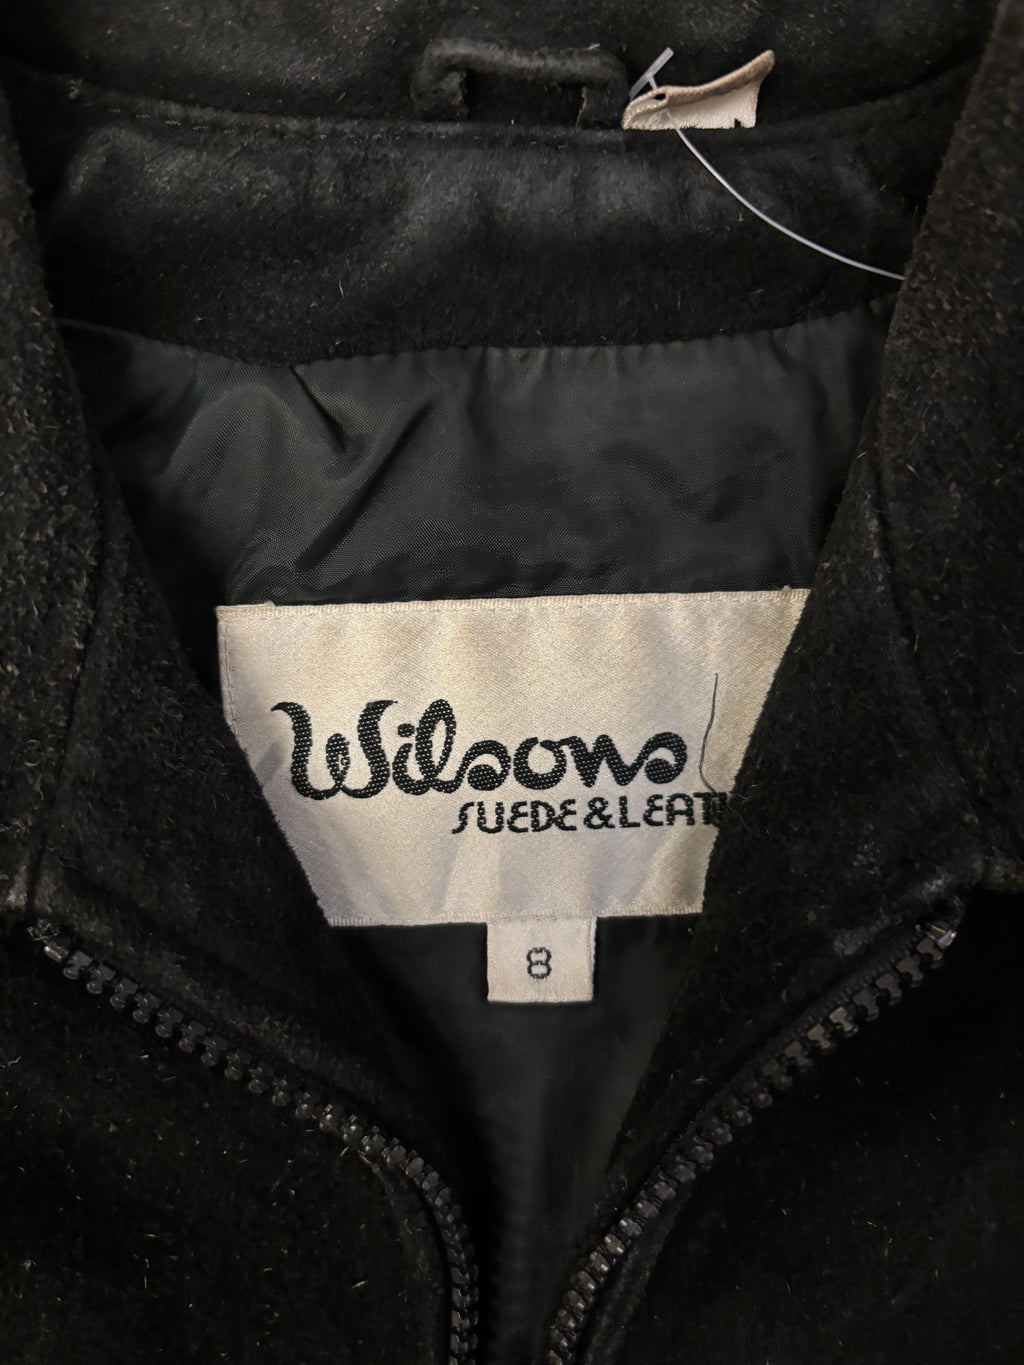 Wilsons
SUEDE & LEAT
8